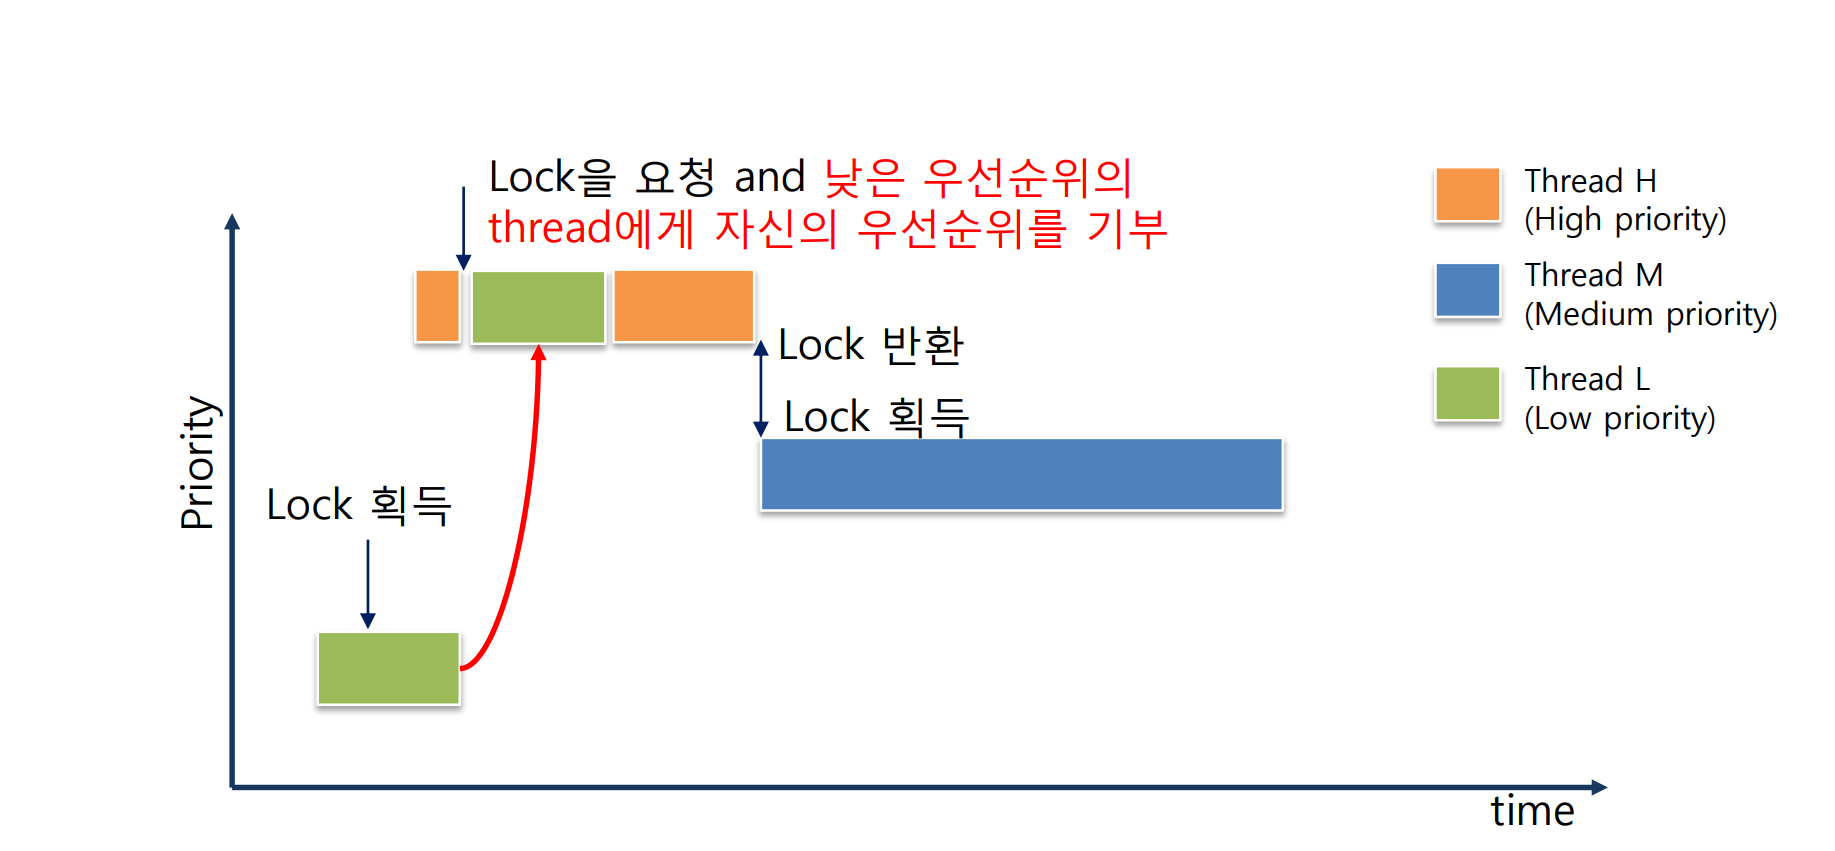 Lock을 요청 and 낮은 우선순위의
thread에게 자신의 우선순위를 기부
Thread H
(High priority)
Thread M
(Medium priority)
Thread L
(Low priority)
Lock 반환
Lock 획득
Priority
Lock 획득
time